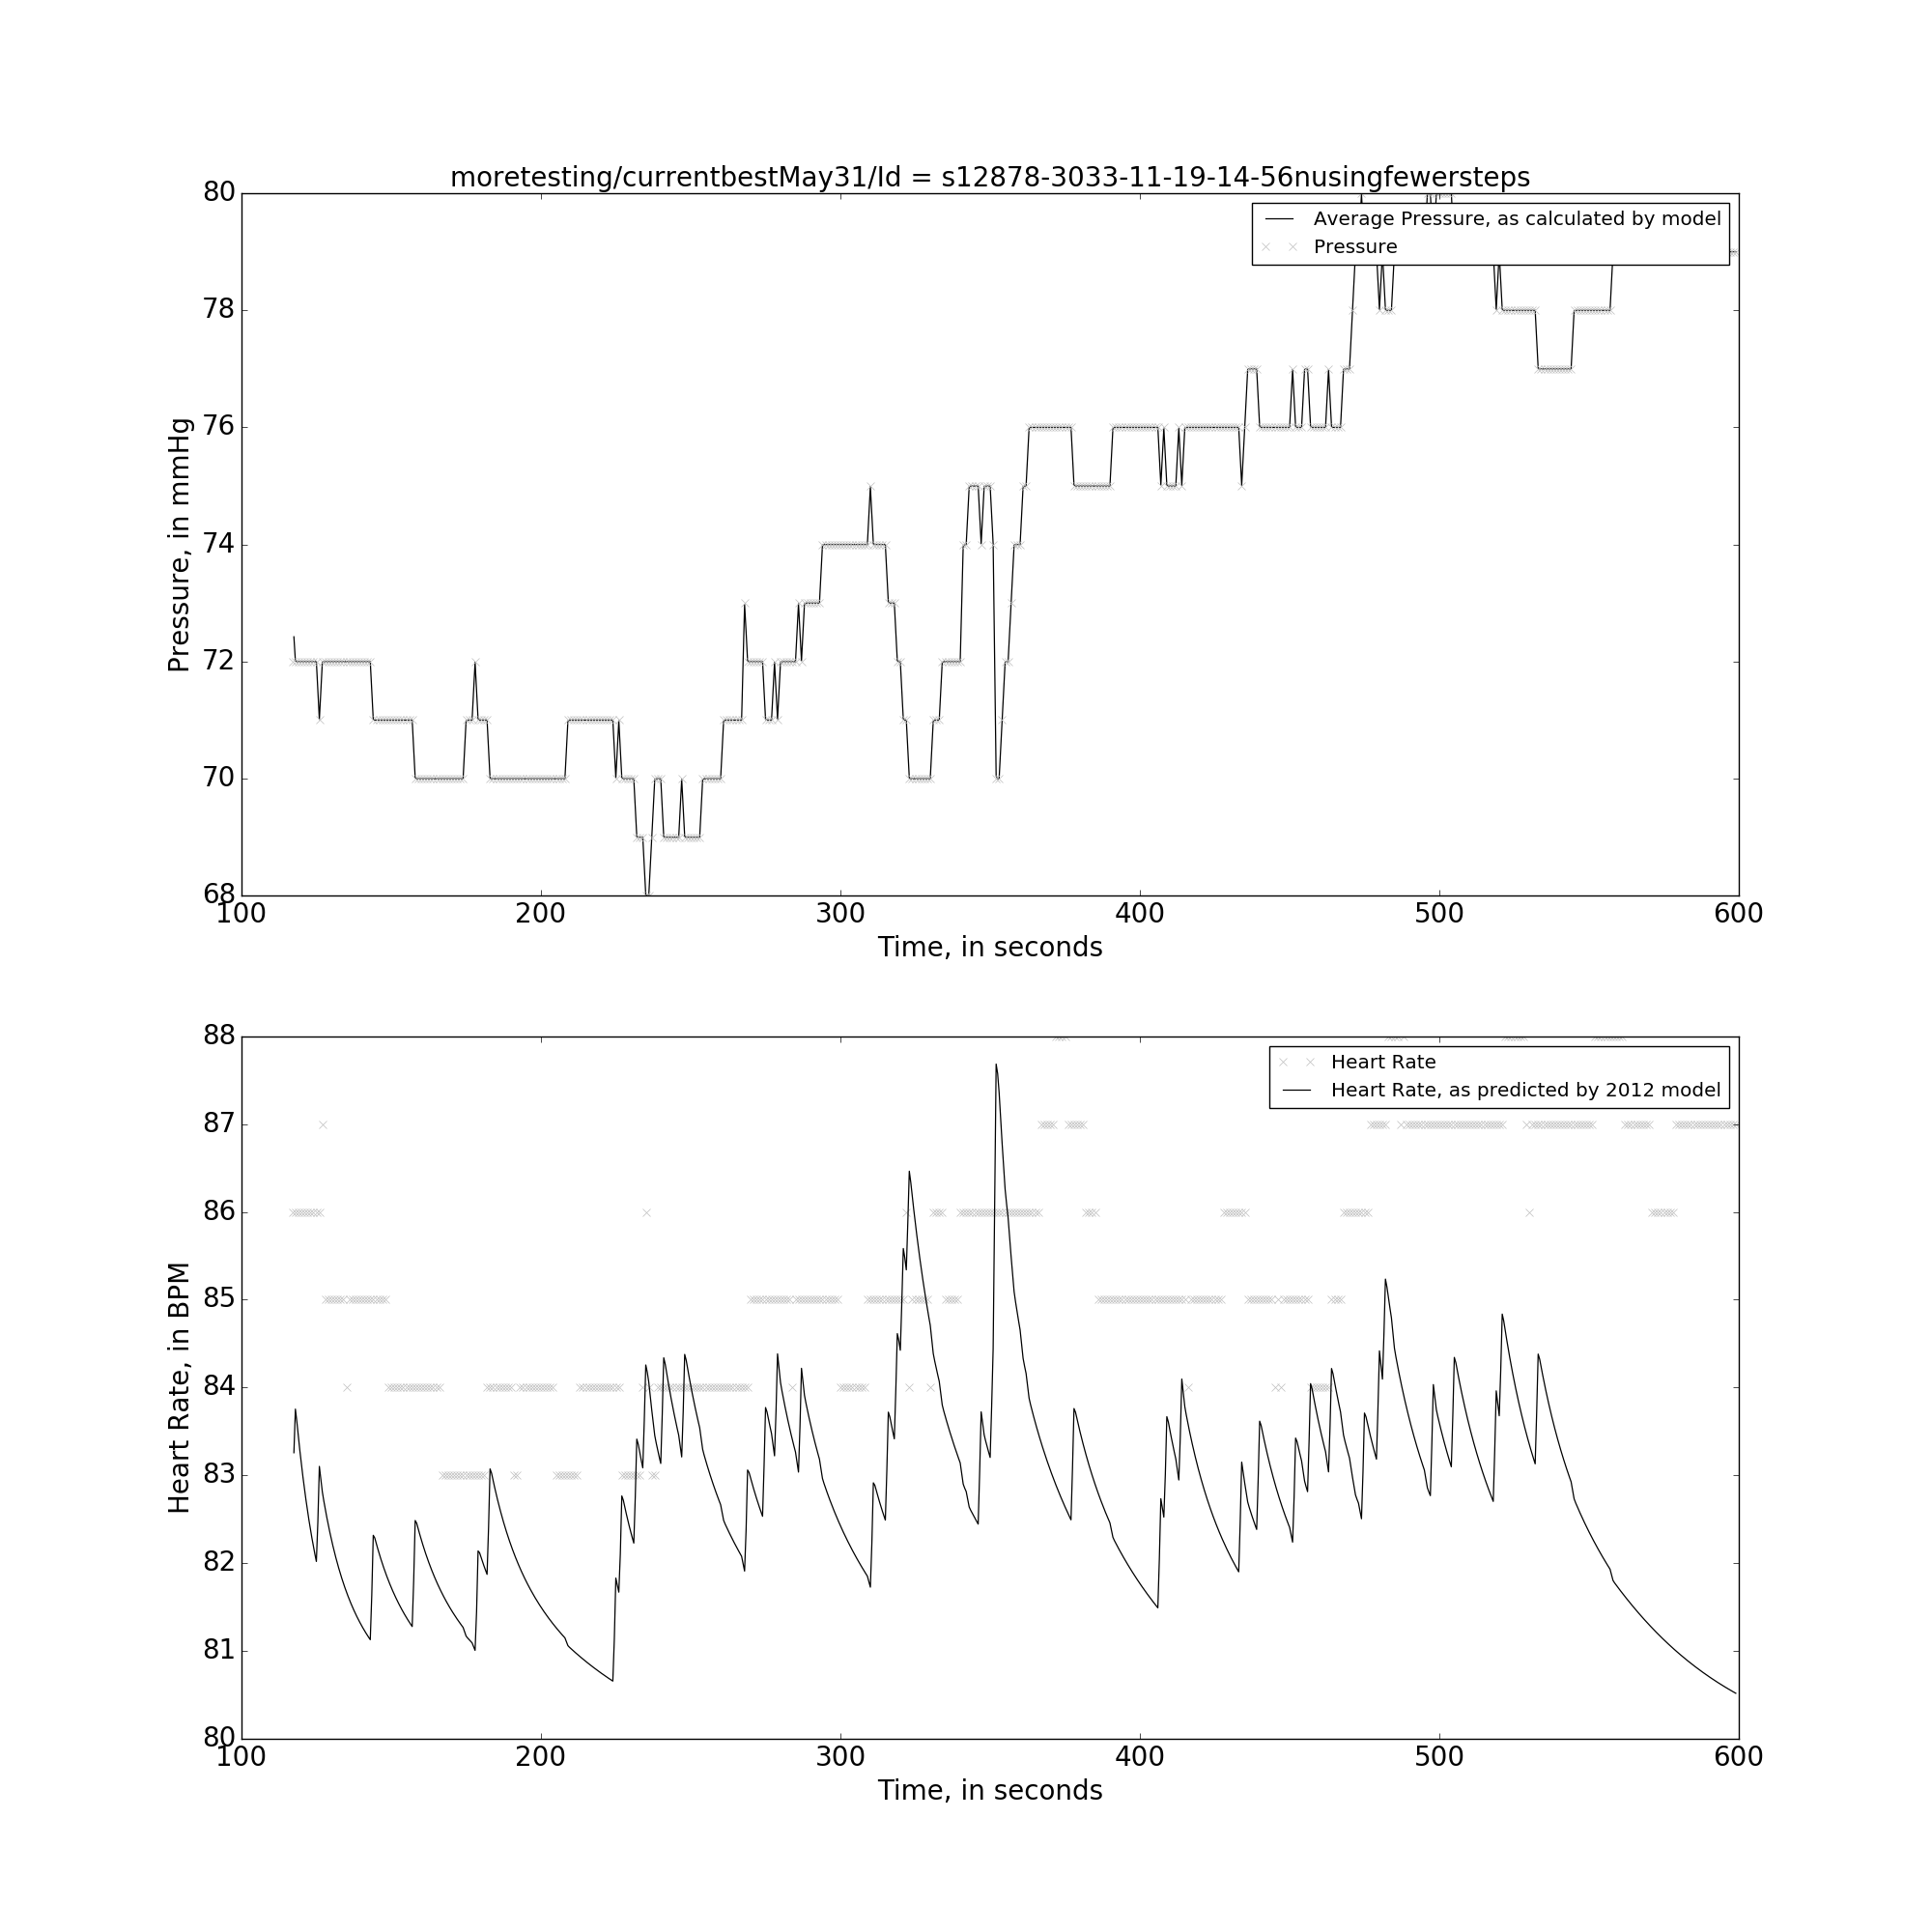 moretesting/currentbestMay31/Id = s12878-3033-11-19-14-56nusingfewersteps
80
78
76
74
72
70
68
Pressure, in mmHg
Average Pressure, as calculated by model
Pressure
100 200 300 400 500 600
Time, in seconds
88
87
86
85
84
83
82
81
80
Heart Rate, in BPM
Heart Rate
Heart Rate, as predicted by 2012 model
100 200 300 400 500 600
Time, in seconds